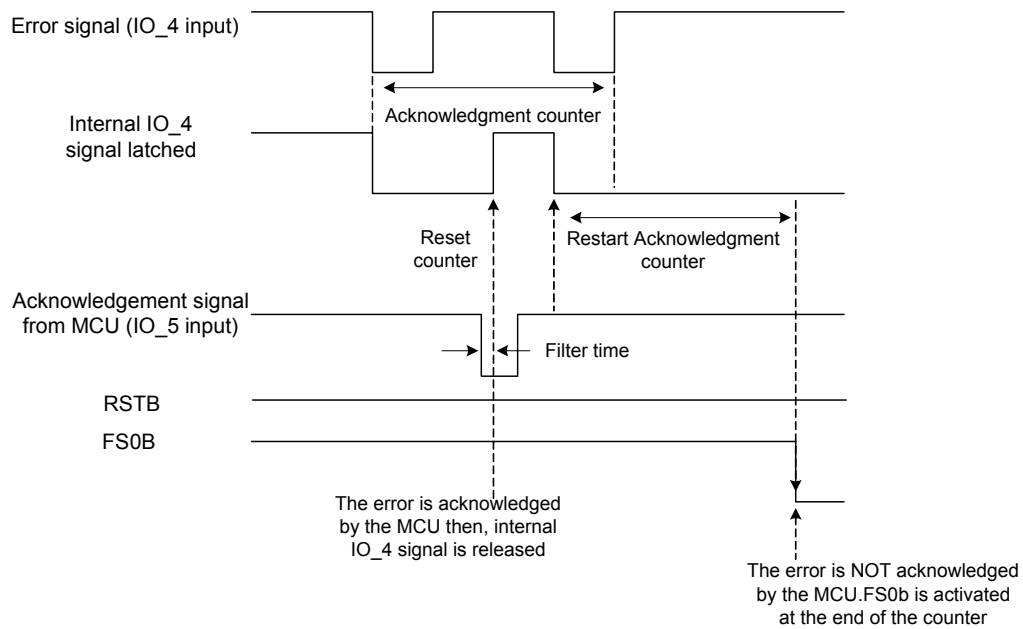 Error signal (IO_4 input)
Acknowledgment counter
Internal IO_4
signal latched
Reset
counter
Restart Acknowledgment
counter
Acknowledgement signal
from MCU (IO_5 input)
Filter time
RSTB
FS0B
The error is acknowledged
by the MCU then, internal
IO_4 signal is released
The error is NOT acknowledged
by the MCU.FS0b is activated
at the end of the counter